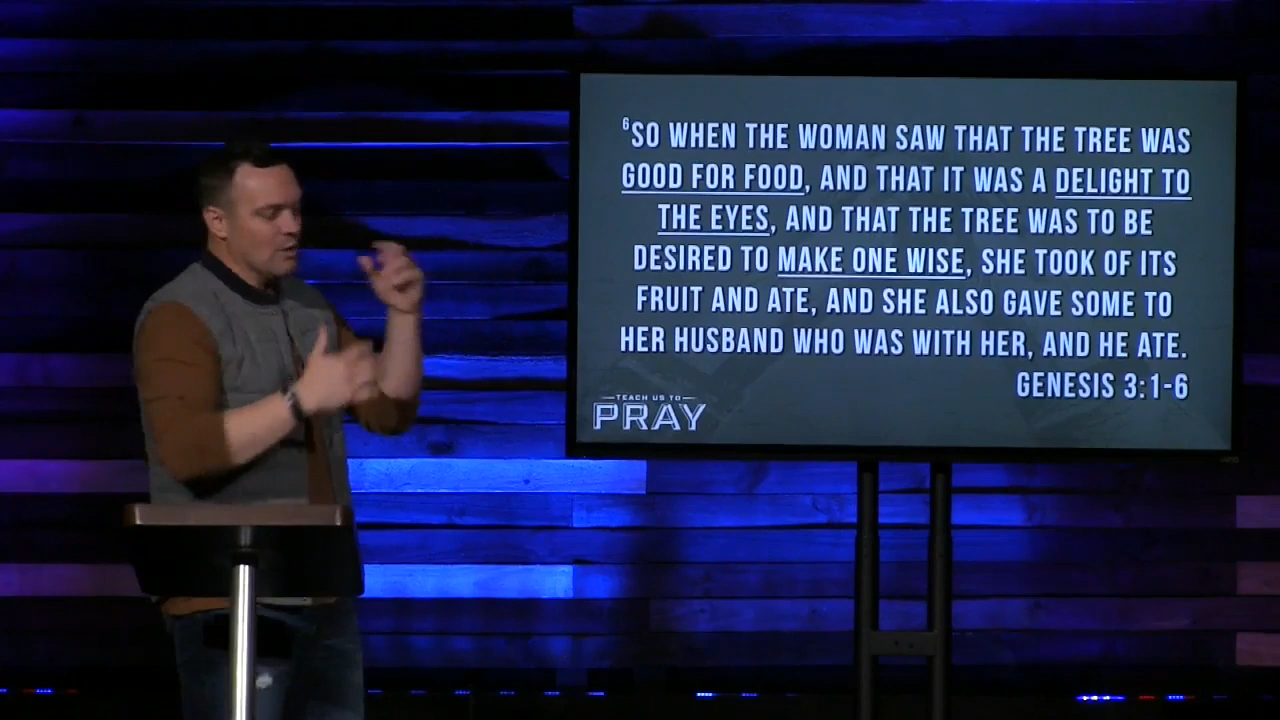 ⁶SO WHEN THE WOMAN SAW THAT THE TREE WAS
GOOD FOR FOOD, AND THAT IT WAS A DELIGHT TO
THE EYES, AND THAT THE TREE WAS TO BE
DESIRED TO MAKE ONE WISE, SHE TOOK OF ITS
FRUIT AND ATE, AND SHE ALSO GAVE SOME TO
HER HUSBAND WHO WAS WITH HER, AND HE ATE.
GENESIS 3:1-6
TEACH US TO
PRAY